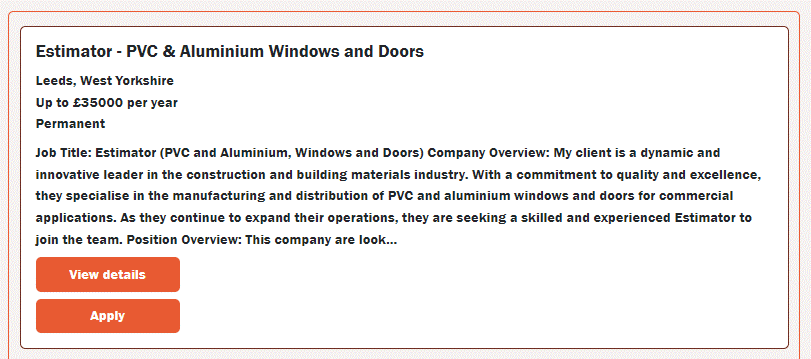 Estimator - PVC & Aluminium Windows and Doors
Leeds, West Yorkshire
Up to £35000 per year
Permanent
Job Title: Estimator (PVC and Aluminium, Windows and Doors) Company Overview: My client is a dynamic and
innovative leader in the construction and building materials industry. With a commitment to quality and excellence,
they specialise in the manufacturing and distribution of PVC and aluminium windows and doors for commercial
applications. As they continue to expand their operations, they are seeking a skilled and experienced Estimator to
join the team. Position Overview: This company are look...
View details
Apply